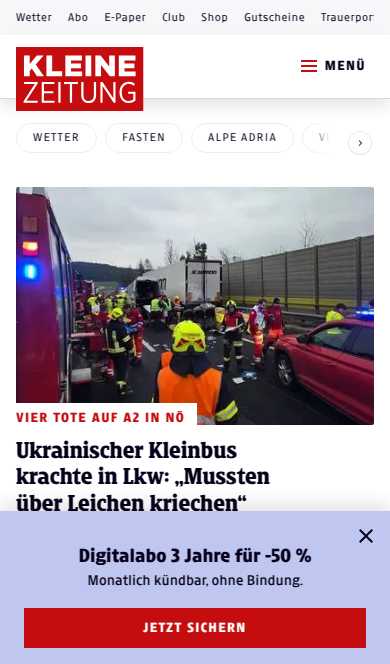 Wetter Abo E-Paper Club Shop Gutscheine Trauerpor
KLEINE
ZEITUNG
MENÜ
WETTER FASTEN ALPE ADRIA
VIER TOTE AUF A2 IN NÖ
Ukrainischer Kleinbus
krachte in Lkw: „Mussten
über Leichen kriechen“
Digitalabo 3 Jahre für -50 %
Monatlich kündbar, ohne Bindung.
JETZT SICHERN